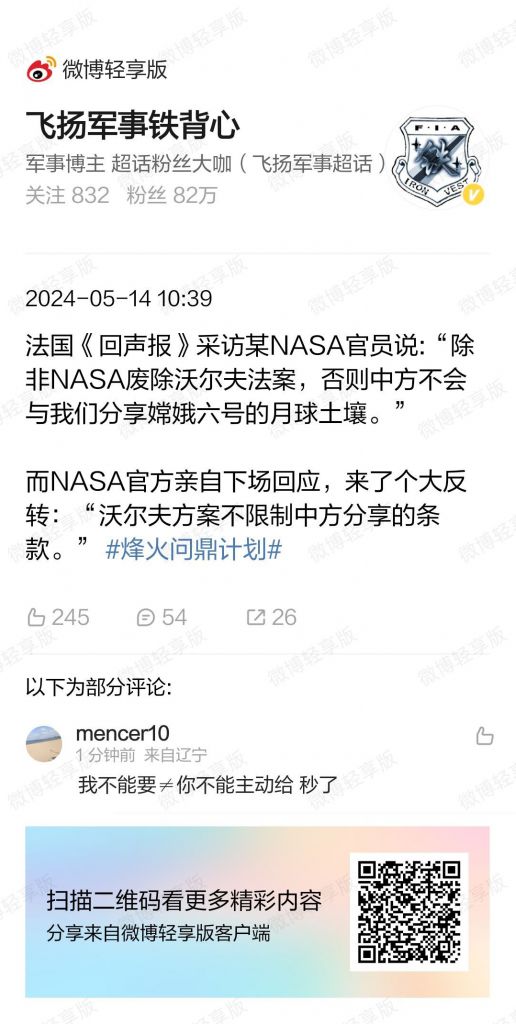 微博轻享版
飞扬军事铁背心
军事博主 超话粉丝大咖（飞扬军事超话）
关注 832 粉丝 82万
F·I·A
铁
IRON VEST
2024-05-14 10:39
法国《回声报》采访某NASA官员说：“除
非NASA废除沃尔夫法案，否则中方不会
与我们分享嫦娥六号的月球土壤。”
而NASA官方亲自下场回应，来了个大反
转：“沃尔夫方案不限制中方分享的条
款。” #烽火问鼎计划#
245 54 26
以下为部分评论:
mencer10
1 分钟前 来自辽宁
我不能要≠你不能主动给 秒了
扫描二维码看更多精彩内容
分享来自微博轻享版客户端